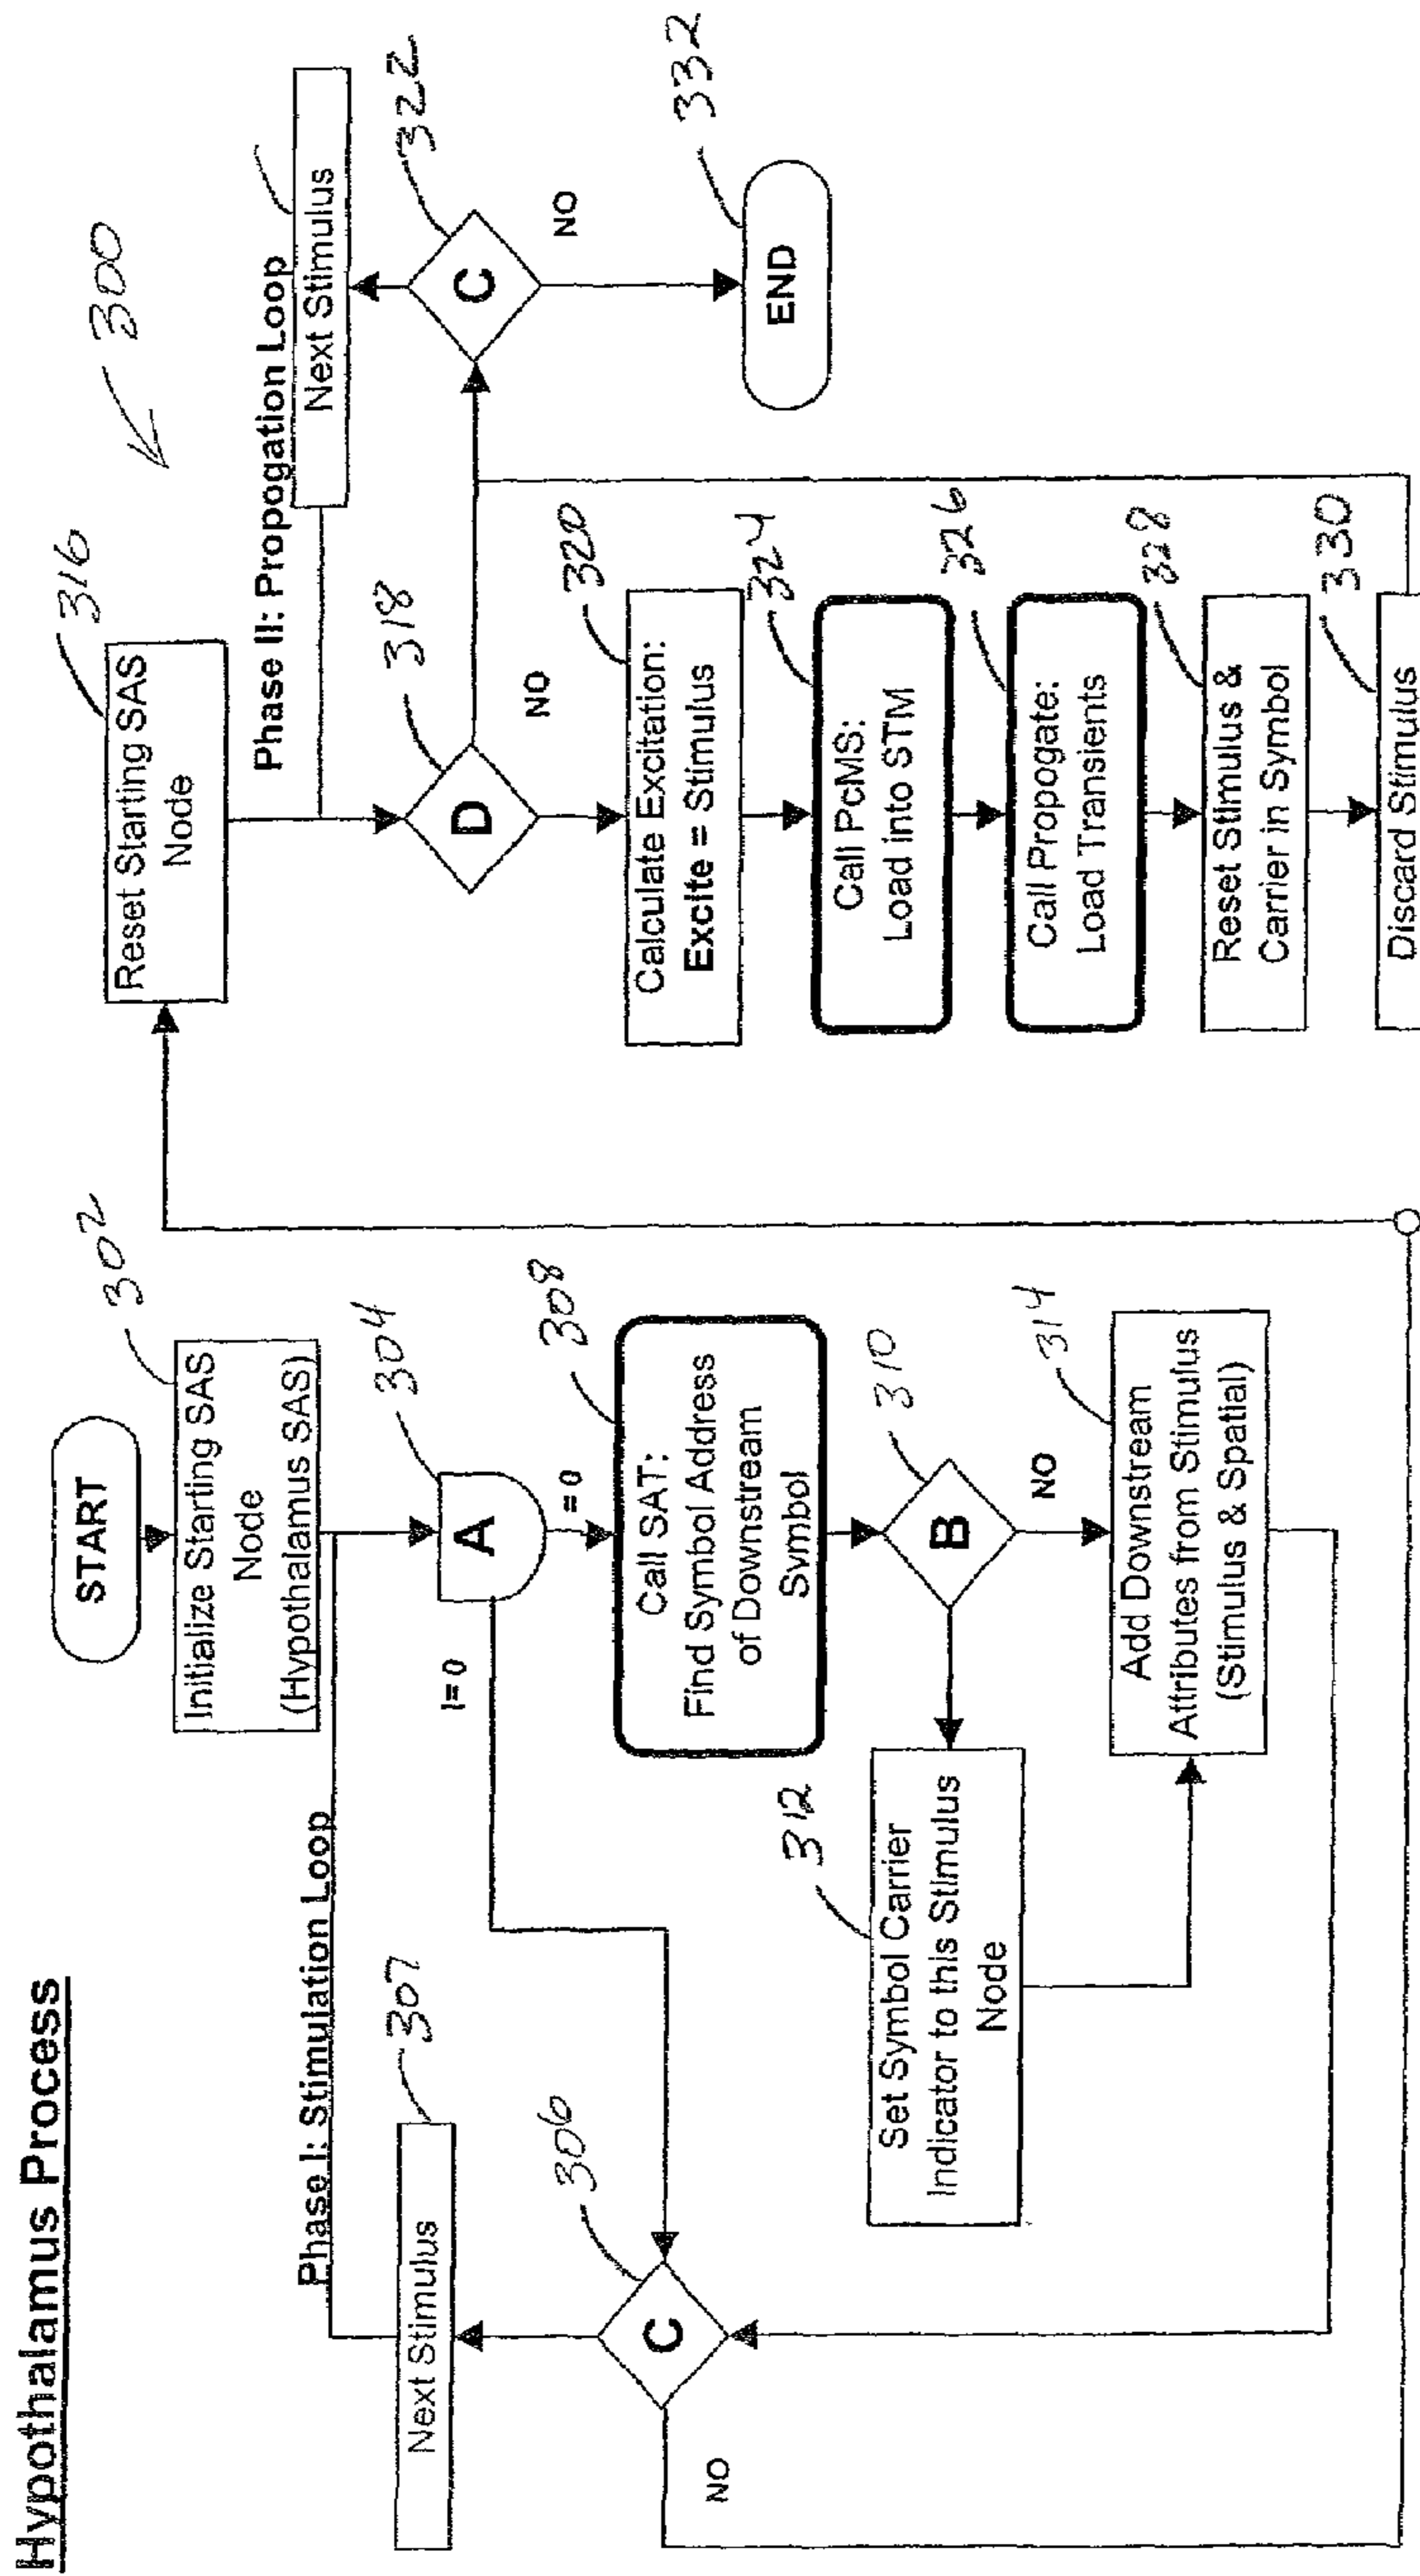 Hypothalamus Process
300
START
302
Initialize Starting SAS
Node
(Hypothalamus SAS)
Phase I: Stimulation Loop
307
Next Stimulus
304
A
!= 0
= 0
306
C
NO
308
Call SAT:
Find Symbol Address
of Downstream
Symbol
310
B
NO
312
Set Symbol Carrier
Indicator to this Stimulus
Node
314
Add Downstream
Attributes from Stimulus
(Stimulus & Spatial)
316
Reset Starting SAS
Node
Phase II: Propogation Loop
Next Stimulus
318
D
NO
322
C
NO
332
END
320
Calculate Excitation:
Excite = Stimulus
324
Call PcMS:
Load into STM
326
Call Propogate:
Load Transients
328
Reset Stimulus &
Carrier in Symbol
330
Discard Stimulus